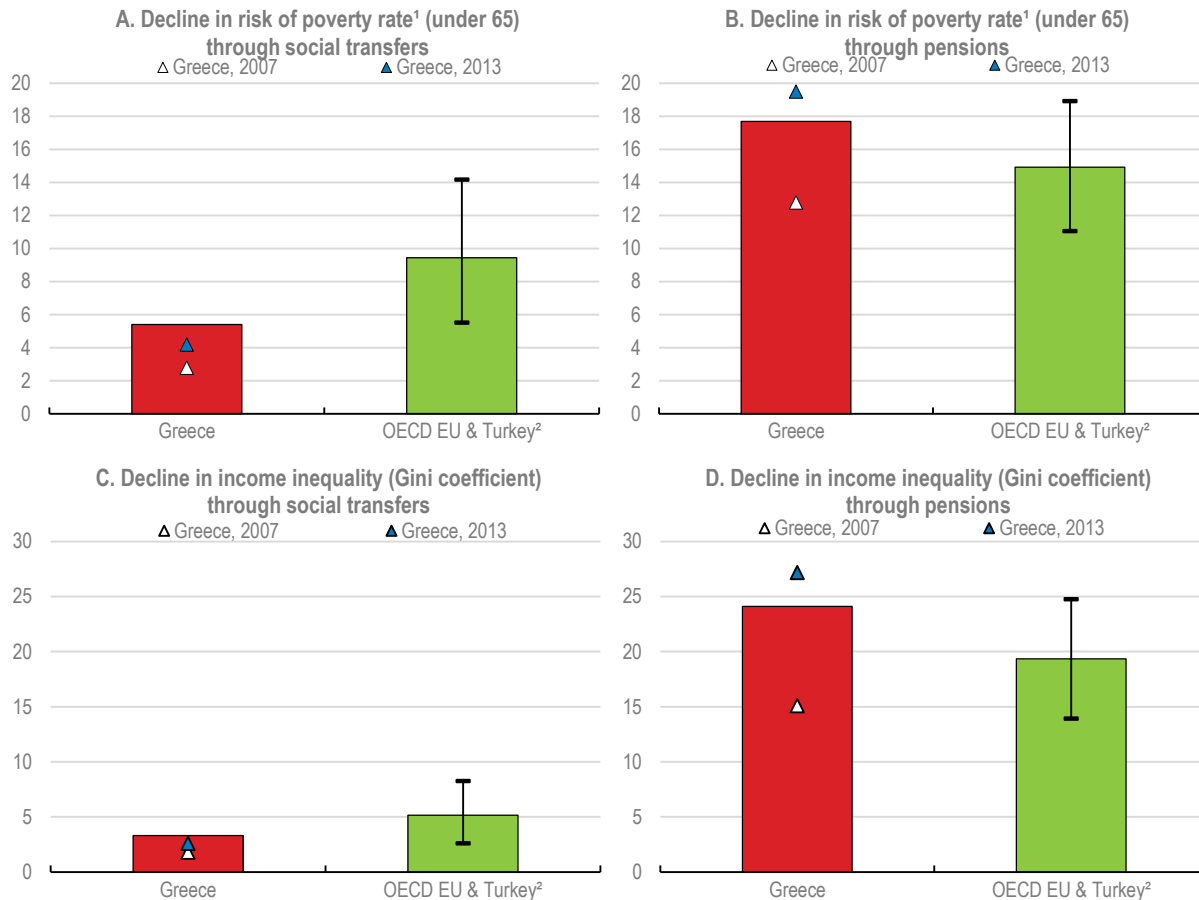 A. Decline in risk of poverty rate¹ (under 65)
through social transfers
Greece, 2007 Greece, 2013
20
18
16
14
12
10
8
6
4
2
0
Greece OECD EU & Turkey²
B. Decline in risk of poverty rate¹ (under 65)
through pensions
Greece, 2007 Greece, 2013
20
18
16
14
12
10
8
6
4
2
0
Greece OECD EU & Turkey²
C. Decline in income inequality (Gini coefficient)
through social transfers
Greece, 2007 Greece, 2013
30
25
20
15
10
5
0
Greece OECD EU & Turkey²
D. Decline in income inequality (Gini coefficient)
through pensions
Greece, 2007 Greece, 2013
30
25
20
15
10
5
0
Greece OECD EU & Turkey²